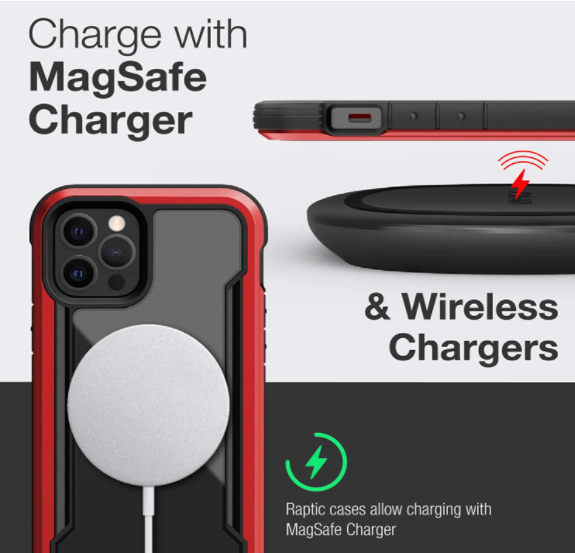 Charge with
MagSafe
Charger
& Wireless
Chargers
Raptic cases allow charging with
MagSafe Charger